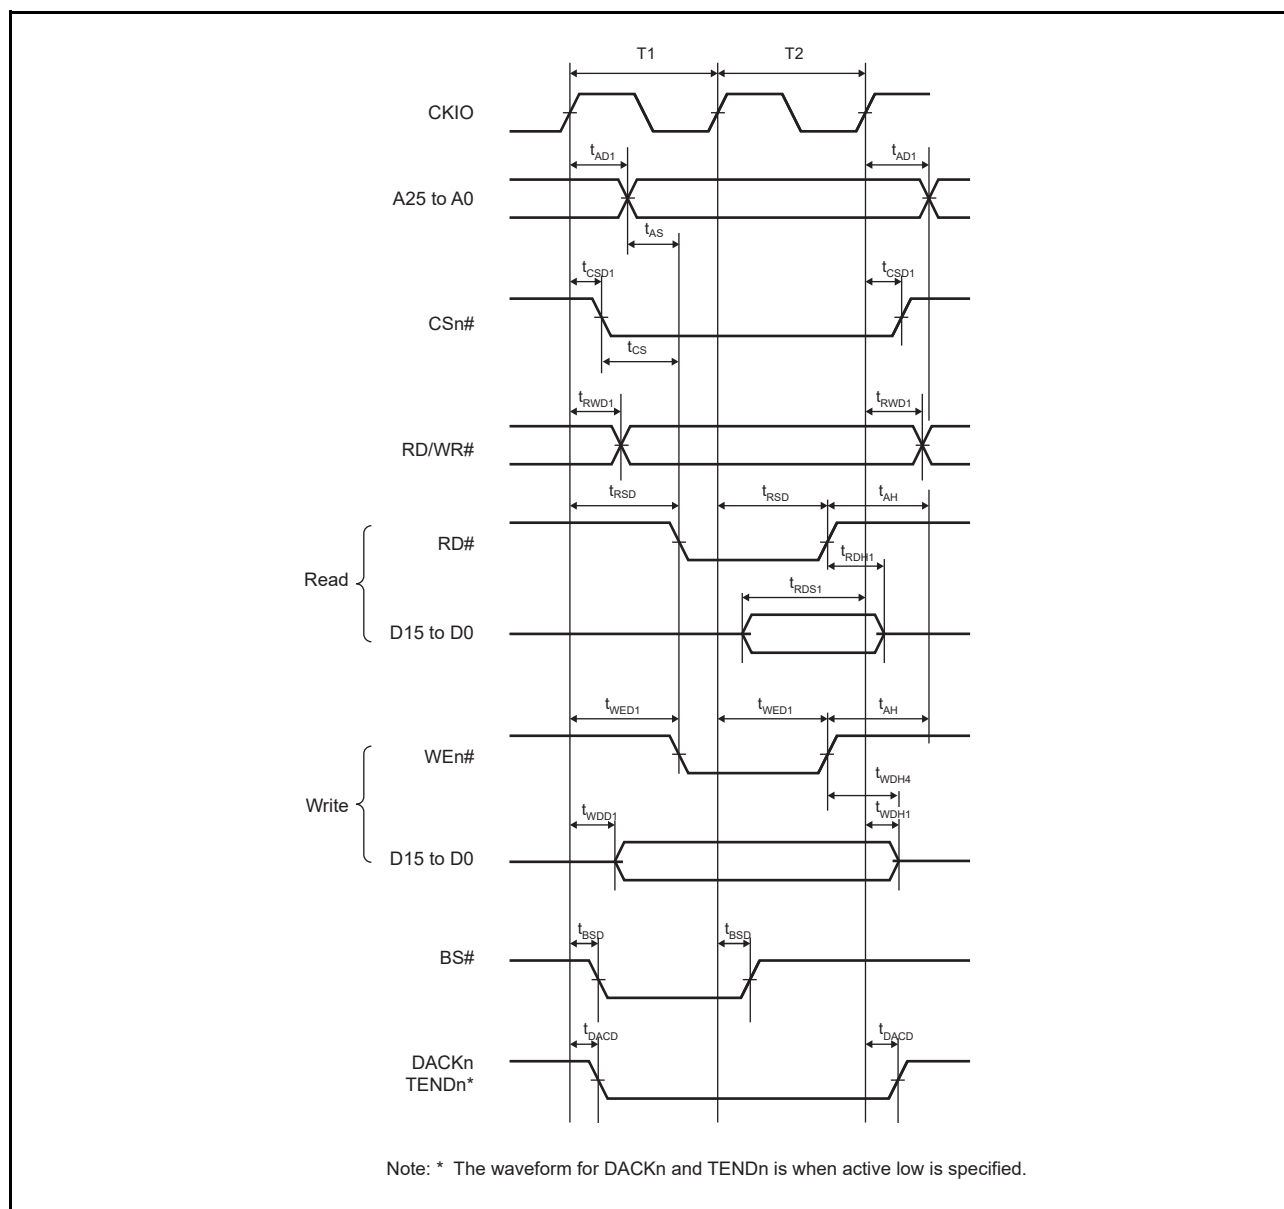 T1 T2
CKIO
tAD1 tAD1
A25 to A0
tAS
tCSD1 tCSD1
CSn#
tCS
tRWD1 tRWD1
RD/WR#
tRSD tRSD tAH
RD#
tRDH1
Read
tRDS1
D15 to D0
tWED1 tWED1 tAH
WEn#
tWDH4
Write
tWDD1 tWDH1
D15 to D0
tBSD tBSD
BS#
tDACD tDACD
DACKn
TENDn*
Note: * The waveform for DACKn and TENDn is when active low is specified.